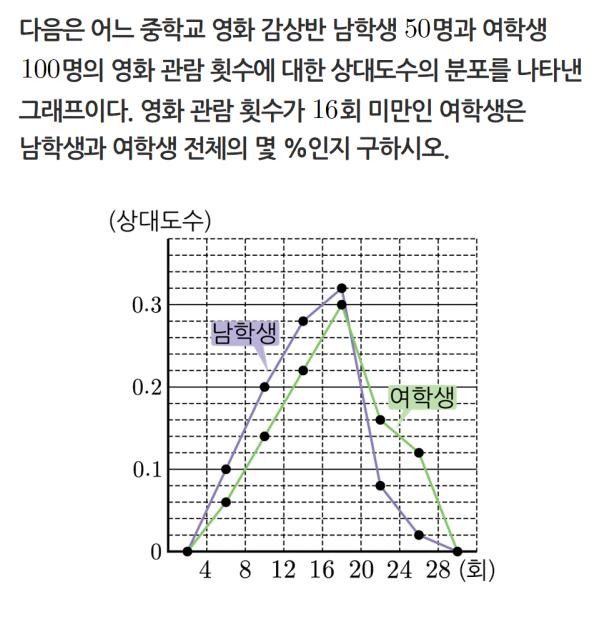 다음은 어느 중학교 영화 감상반 남학생 50명과 여학생
100명의 영화 관람 횟수에 대한 상대도수의 분포를 나타낸
그래프이다. 영화 관람 횟수가 16회 미만인 여학생은
남학생과 여학생 전체의 몇 %인지 구하시오.
(상대도수)
0.3
남학생
0.2
여학생
0.1
0
4 8 12 16 20 24 28 (회)